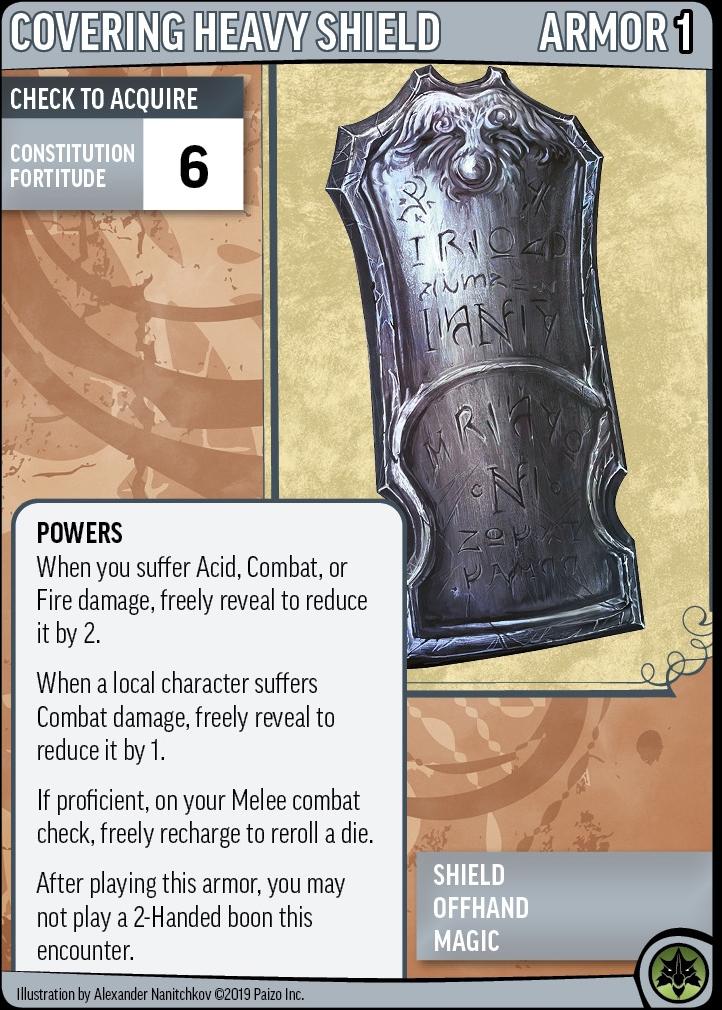 COVERING HEAVY SHIELD
ARMOR 1
CHECK TO ACQUIRE
CONSTITUTION
FORTITUDE
6
POWERS
When you suffer Acid, Combat, or
Fire damage, freely reveal to reduce
it by 2.
When a local character suffers
Combat damage, freely reveal to
reduce it by 1.
If proficient, on your Melee combat
check, freely recharge to reroll a die.
After playing this armor, you may
not play a 2-Handed boon this
encounter.
SHIELD
OFFHAND
MAGIC
Illustration by Alexander Nanitchkov ©2019 Paizo Inc.